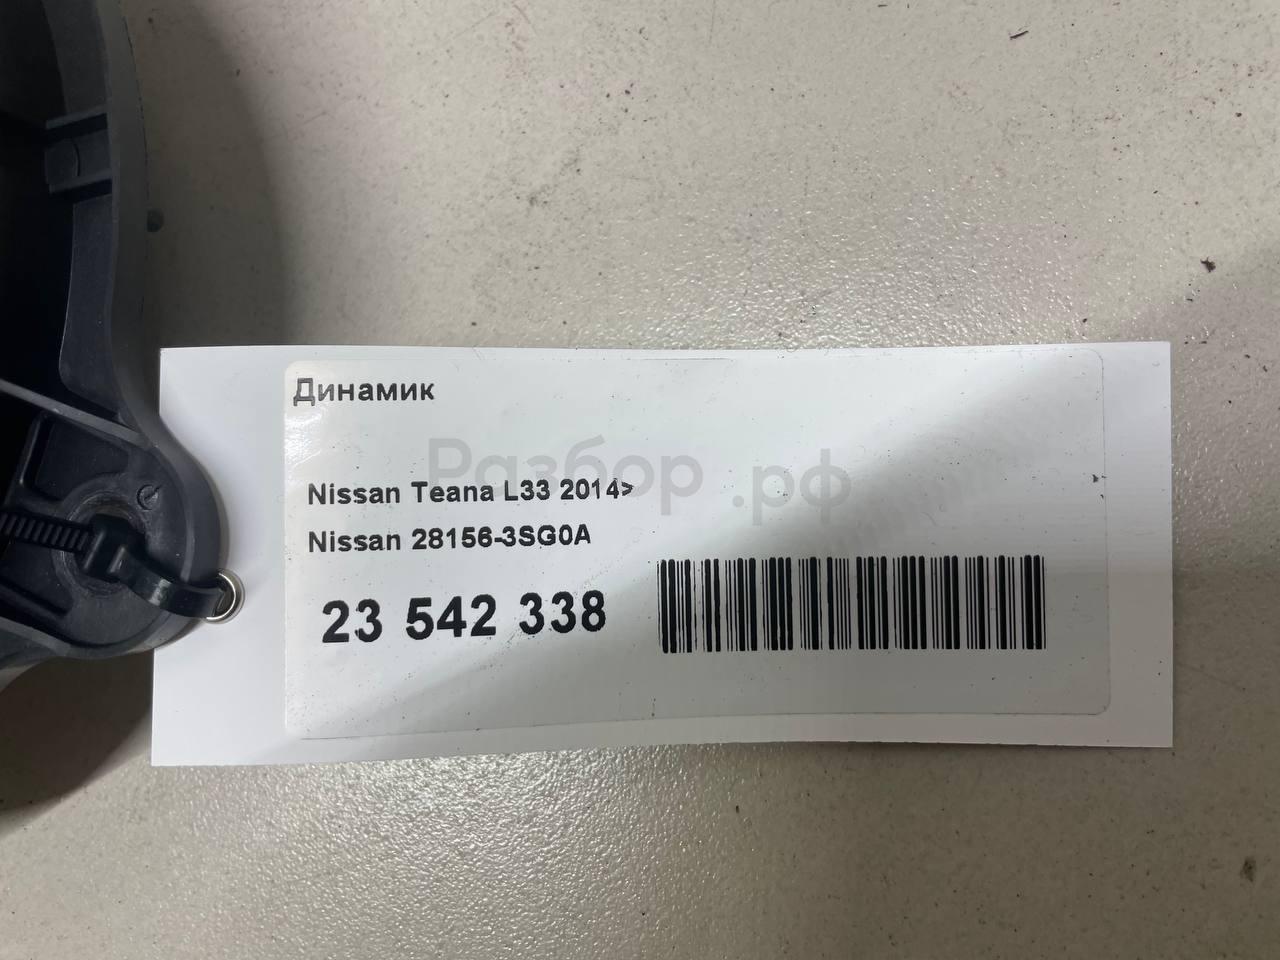 Динамик
Разбор.рф
Nissan Teana L33 2014>
Nissan 28156-3SG0A
23 542 338